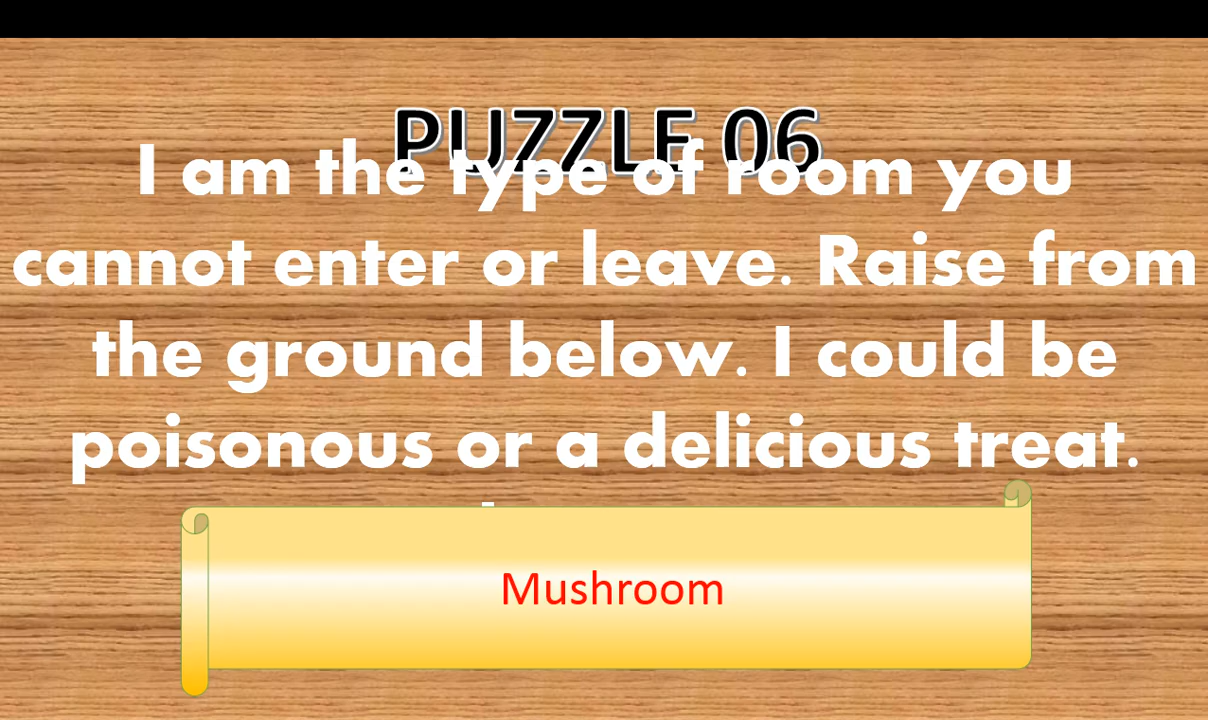 PUZZLE 06
I am the type of room you
cannot enter or leave. Raise from
the ground below. I could be
poisonous or a delicious treat.
Mushroom